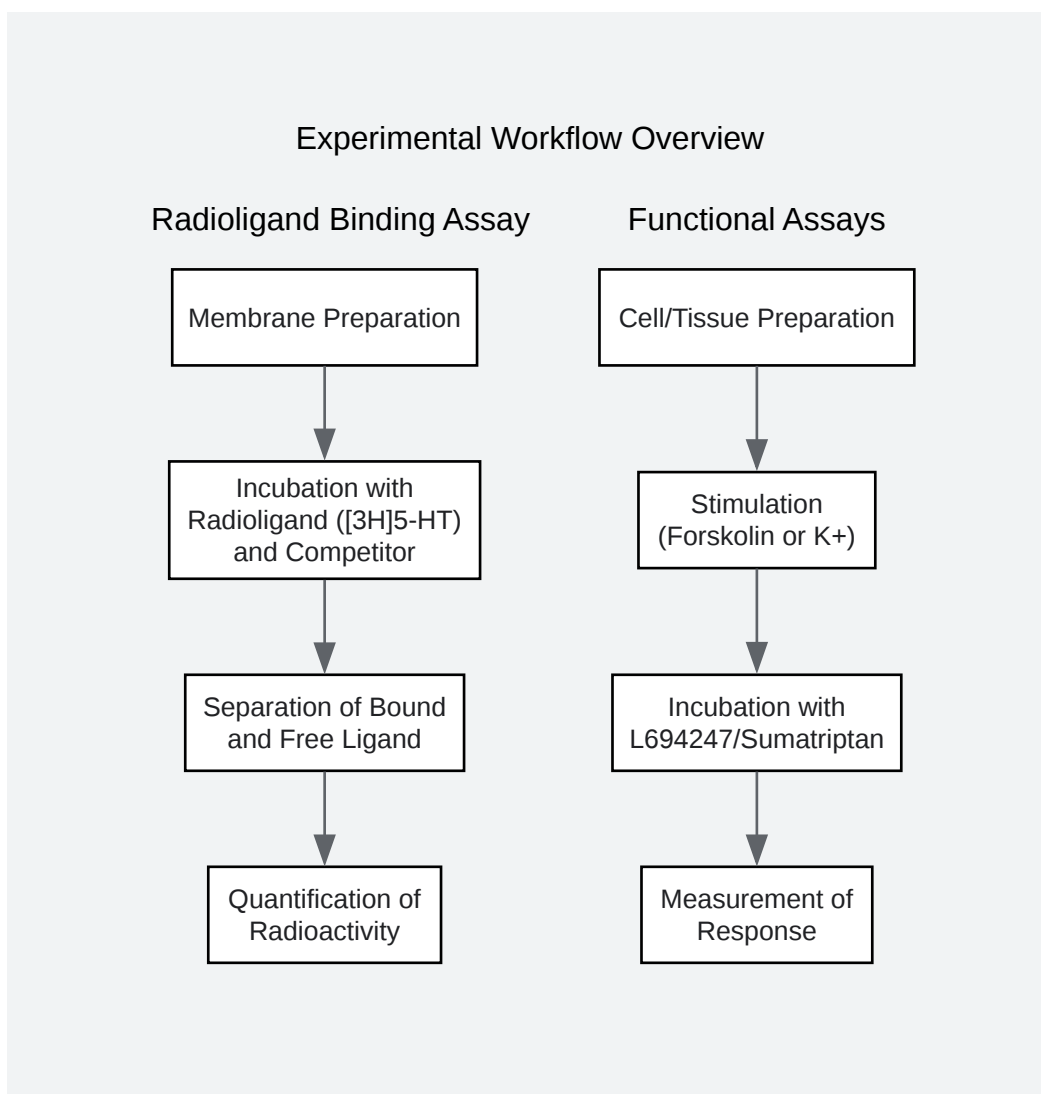 Experimental Workflow Overview
Radioligand Binding Assay
Membrane Preparation
Incubation with
Radioligand ([3H]5-HT)
and Competitor
Separation of Bound
and Free Ligand
Quantification of
Radioactivity
Functional Assays
Cell/Tissue Preparation
Stimulation
(Forskolin or K+)
Incubation with
L694247/Sumatriptan
Measurement of
Response